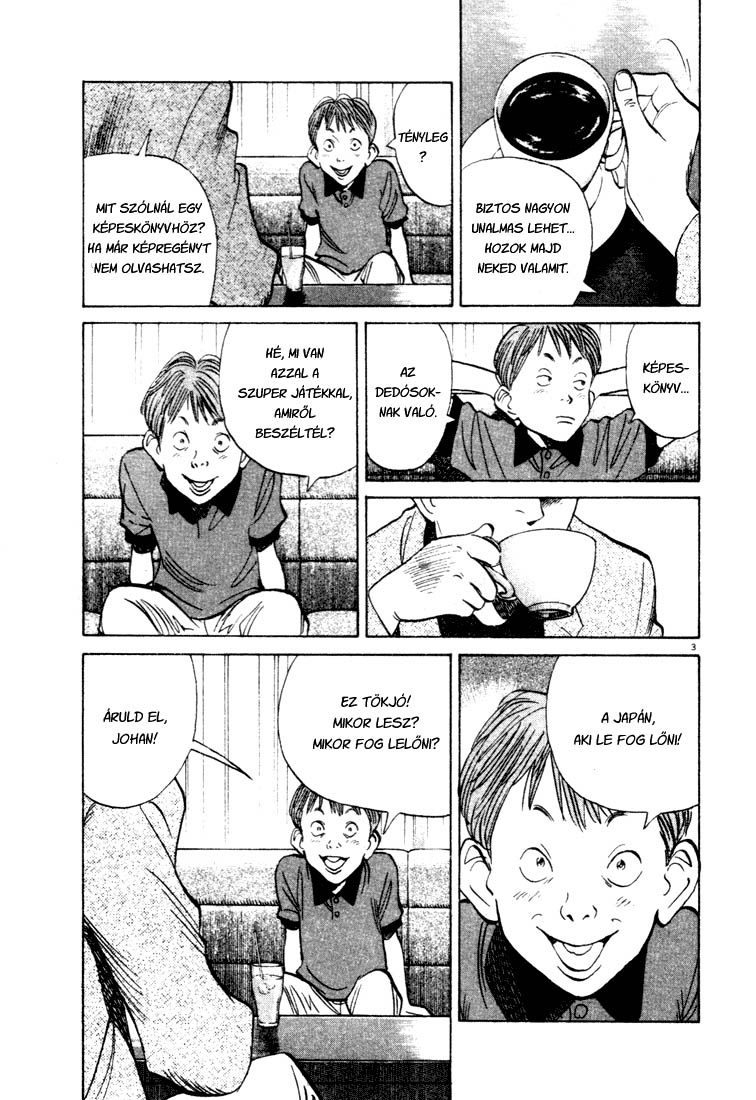 BIZTOS NAGYON
UNALMAS LEHET...
HOZOK MAJD
NEKED VALAMIT.
TÉNYLEG
?
MIT SZÓLNÁL EGY
KÉPESKÖNYVHÖZ?
HA MÁR KÉPREGÉNYT
NEM OLVASHATSZ.
KÉPES-
KÖNYV...
AZ
DEDÓSOK-
NAK VALÓ.
HÉ, MI VAN
AZZAL A
SZUPER JÁTÉKKAL,
AMIRŐL
BESZÉLTÉL?
3
A JAPÁN,
AKI LE FOG LŐNI!
EZ TÖKJÓ!
MIKOR LESZ?
MIKOR FOG LELŐNI?
ÁRULD EL,
JOHAN!